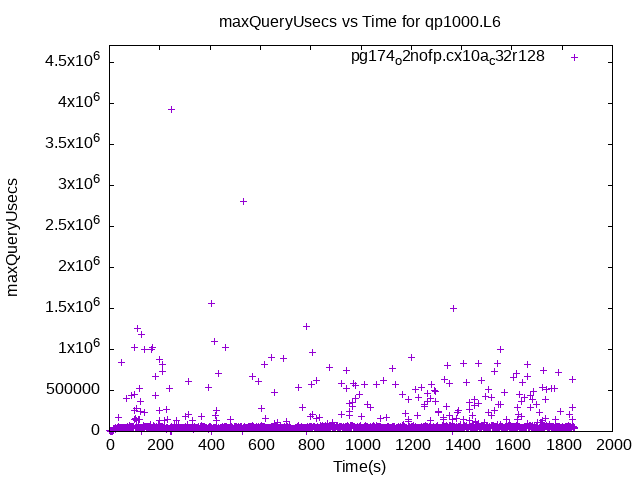 maxQueryUsecs vs Time for qp1000.L6
pg174o2nofp.cx10ac32r128
4.5x10^6
4x10^6
3.5x10^6
3x10^6
2.5x10^6
2x10^6
1.5x10^6
1x10^6
500000
0
maxQueryUsecs
0 200 400 600 800 1000 1200 1400 1600 1800 2000
Time(s)